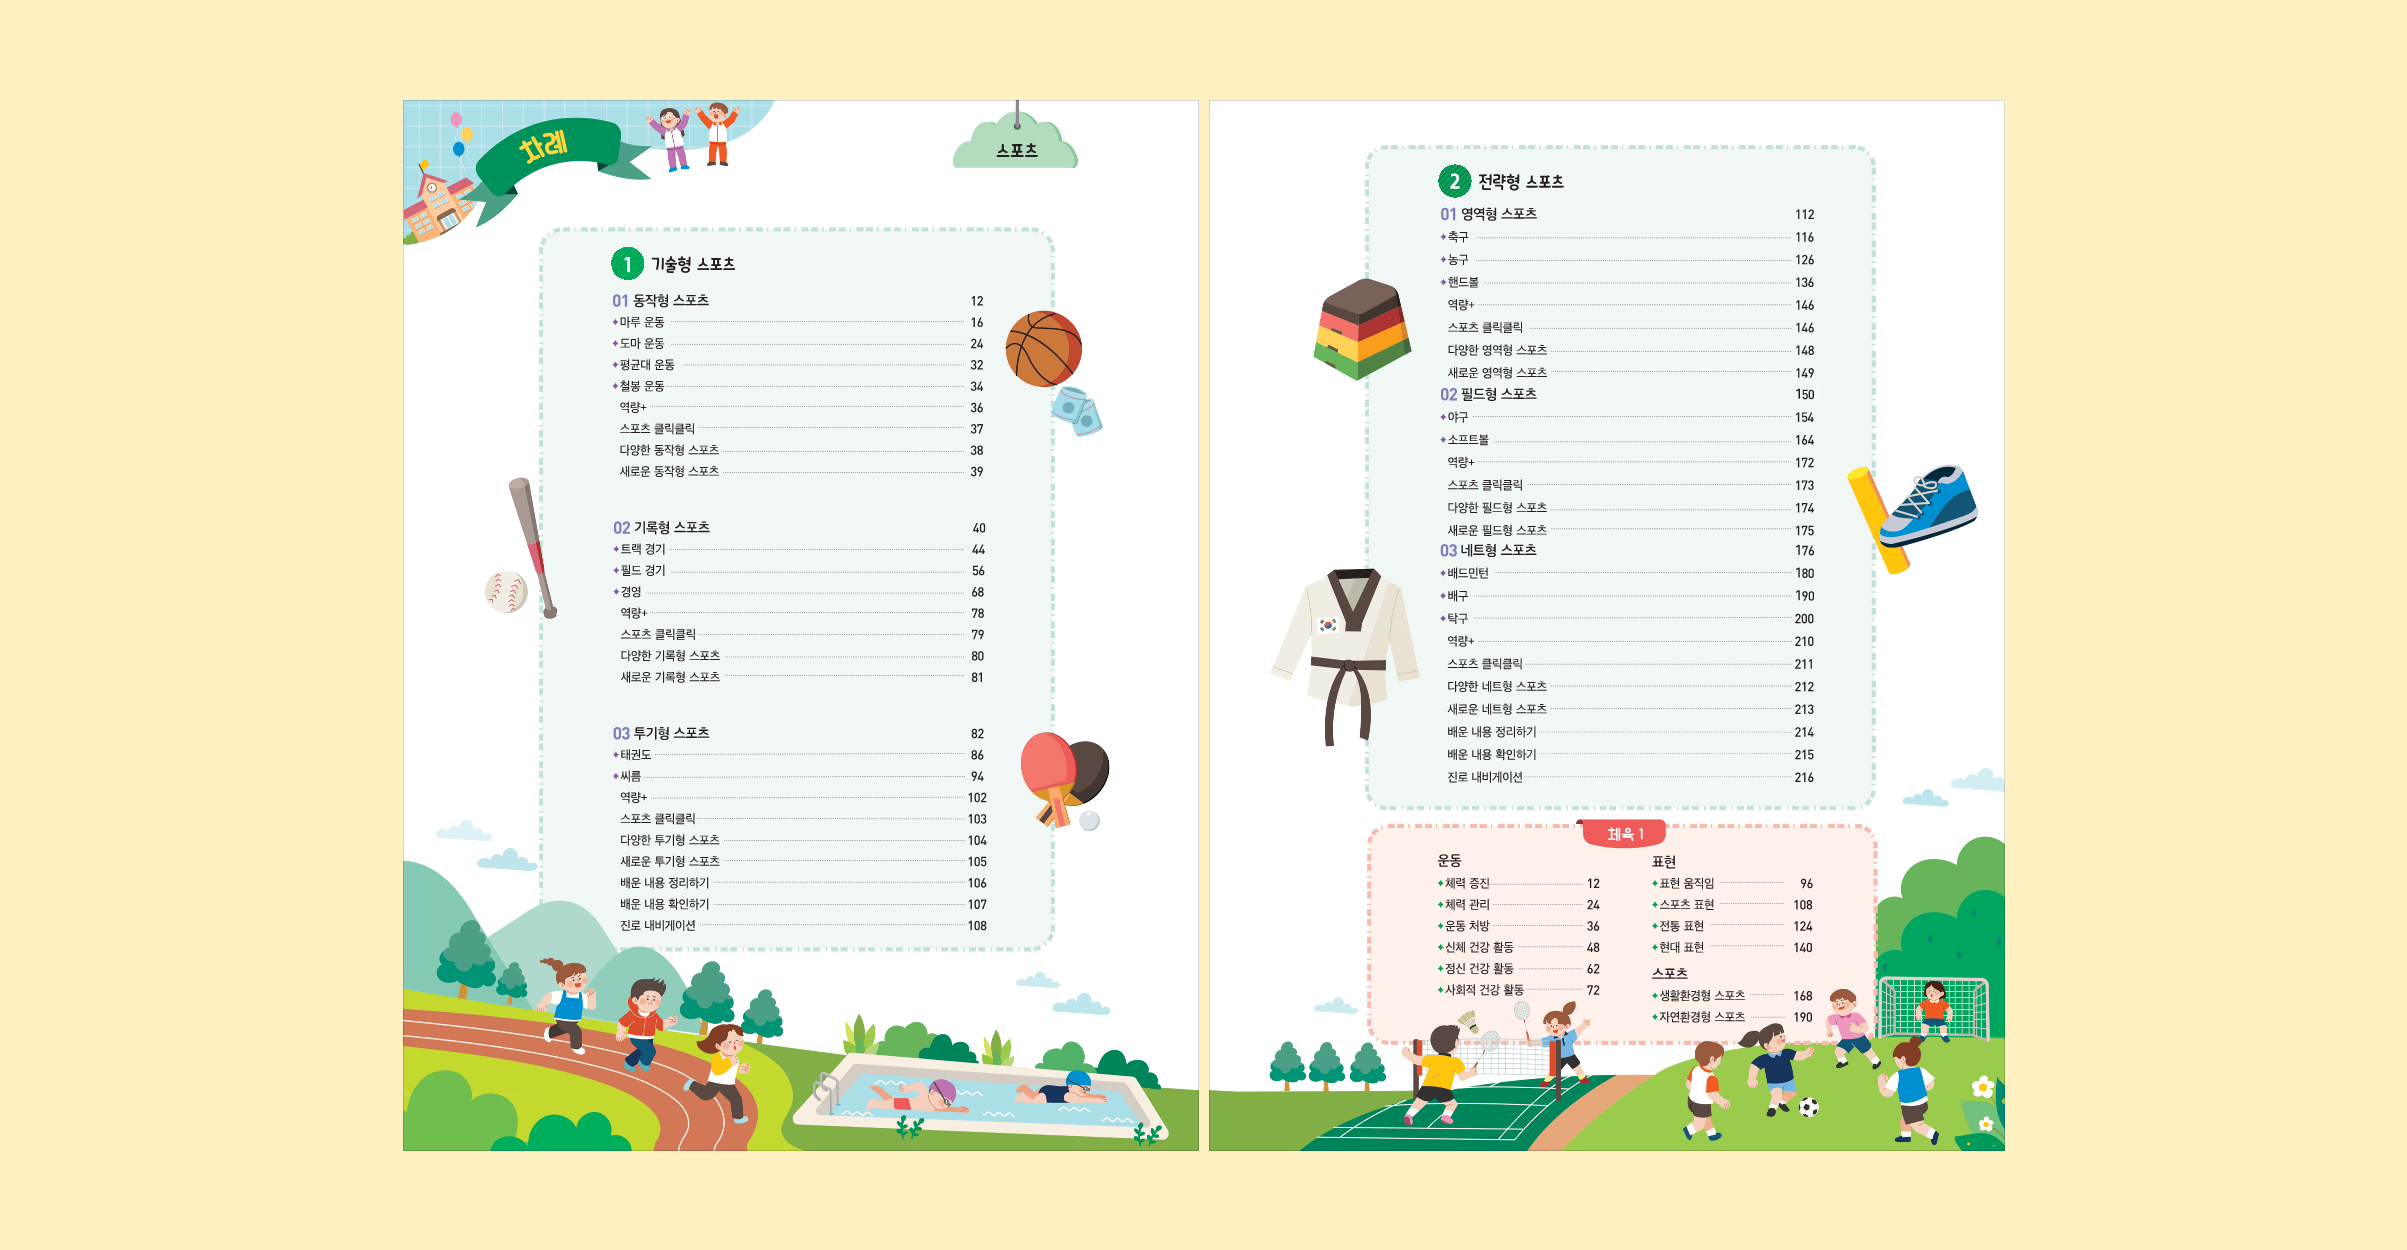 차례
스포츠
1 기술형 스포츠
01 동작형 스포츠 12
마루 운동 16
도마 운동 24
평균대 운동 32
철봉 운동 34
역량+ 36
스포츠 클릭클릭 37
다양한 동작형 스포츠 38
새로운 동작형 스포츠 39
02 기록형 스포츠 40
트랙 경기 44
필드 경기 56
경영 68
역량+ 78
스포츠 클릭클릭 79
다양한 기록형 스포츠 80
새로운 기록형 스포츠 81
03 투기형 스포츠 82
태권도 86
씨름 94
역량+ 102
스포츠 클릭클릭 103
다양한 투기형 스포츠 104
새로운 투기형 스포츠 105
배운 내용 정리하기 106
배운 내용 확인하기 107
진로 내비게이션 108
2 전략형 스포츠
01 영역형 스포츠 112
축구 116
농구 126
핸드볼 136
역량+ 146
스포츠 클릭클릭 146
다양한 영역형 스포츠 148
새로운 영역형 스포츠 149
02 필드형 스포츠 150
야구 154
소프트볼 164
역량+ 172
스포츠 클릭클릭 173
다양한 필드형 스포츠 174
새로운 필드형 스포츠 175
03 네트형 스포츠 176
배드민턴 180
배구 190
탁구 200
역량+ 210
스포츠 클릭클릭 211
다양한 네트형 스포츠 212
새로운 네트형 스포츠 213
배운 내용 정리하기 214
배운 내용 확인하기 215
진로 내비게이션 216
체육 1
운동
체력 증진 12
체력 관리 24
운동 처방 36
신체 건강 활동 48
정신 건강 활동 62
사회적 건강 활동 72
표현
표현 움직임 96
스포츠 표현 108
전통 표현 124
현대 표현 140
스포츠
생활환경형 스포츠 168
자연환경형 스포츠 190